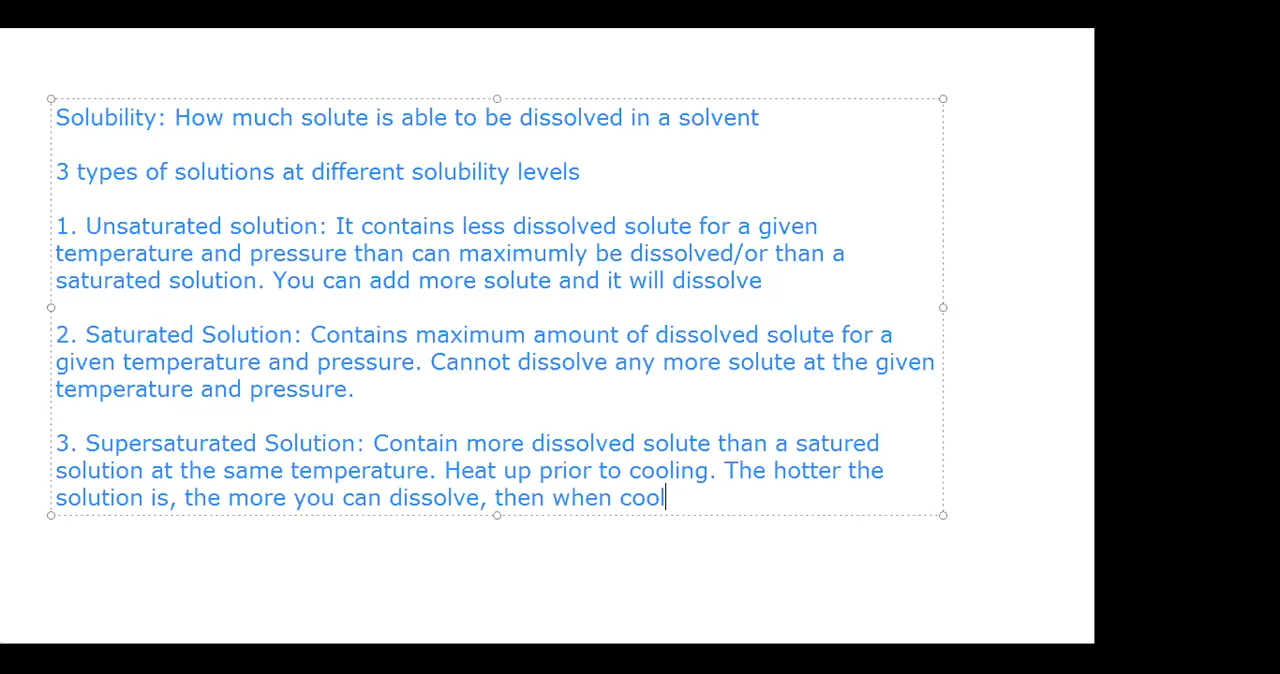 Solubility: How much solute is able to be dissolved in a solvent
3 types of solutions at different solubility levels
1. Unsaturated solution: It contains less dissolved solute for a given
temperature and pressure than can maximumly be dissolved/or than a
saturated solution. You can add more solute and it will dissolve
2. Saturated Solution: Contains maximum amount of dissolved solute for a
given temperature and pressure. Cannot dissolve any more solute at the given
temperature and pressure.
3. Supersaturated Solution: Contain more dissolved solute than a satured
solution at the same temperature. Heat up prior to cooling. The hotter the
solution is, the more you can dissolve, then when cool